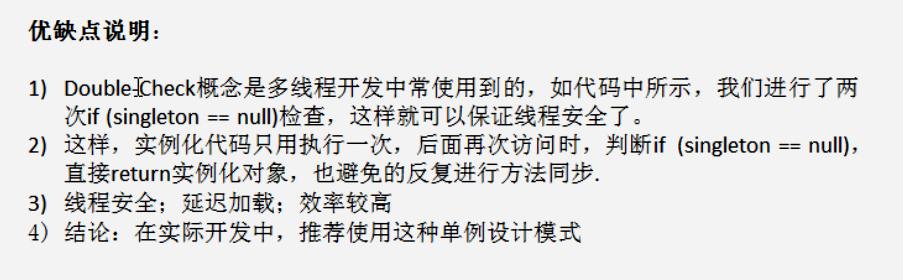 优缺点说明：
1) Double-Check概念是多线程开发中常使用到的，如代码中所示，我们进行了两
次if (singleton == null)检查，这样就可以保证线程安全了。
2) 这样，实例化代码只用执行一次，后面再次访问时，判断if (singleton == null)，
直接return实例化对象，也避免的反复进行方法同步.
3) 线程安全；延迟加载；效率较高
4) 结论：在实际开发中，推荐使用这种单例设计模式